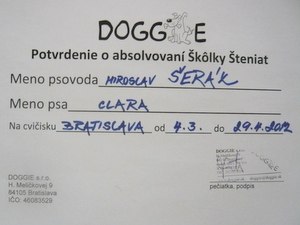 DOGGIE
Potvrdenie o absolvovaní Škôlky Šteniat
Meno psovoda MIROSLAV ŠERÁK
Meno psa CLARA
Na cvičisku BRATISLAVA od 4.3. do 29.4.2012
DOGGIE s.r.o.
H. Meličkovej 9
84105 Bratislava
IČO: 46083529
pečiatka, podpis